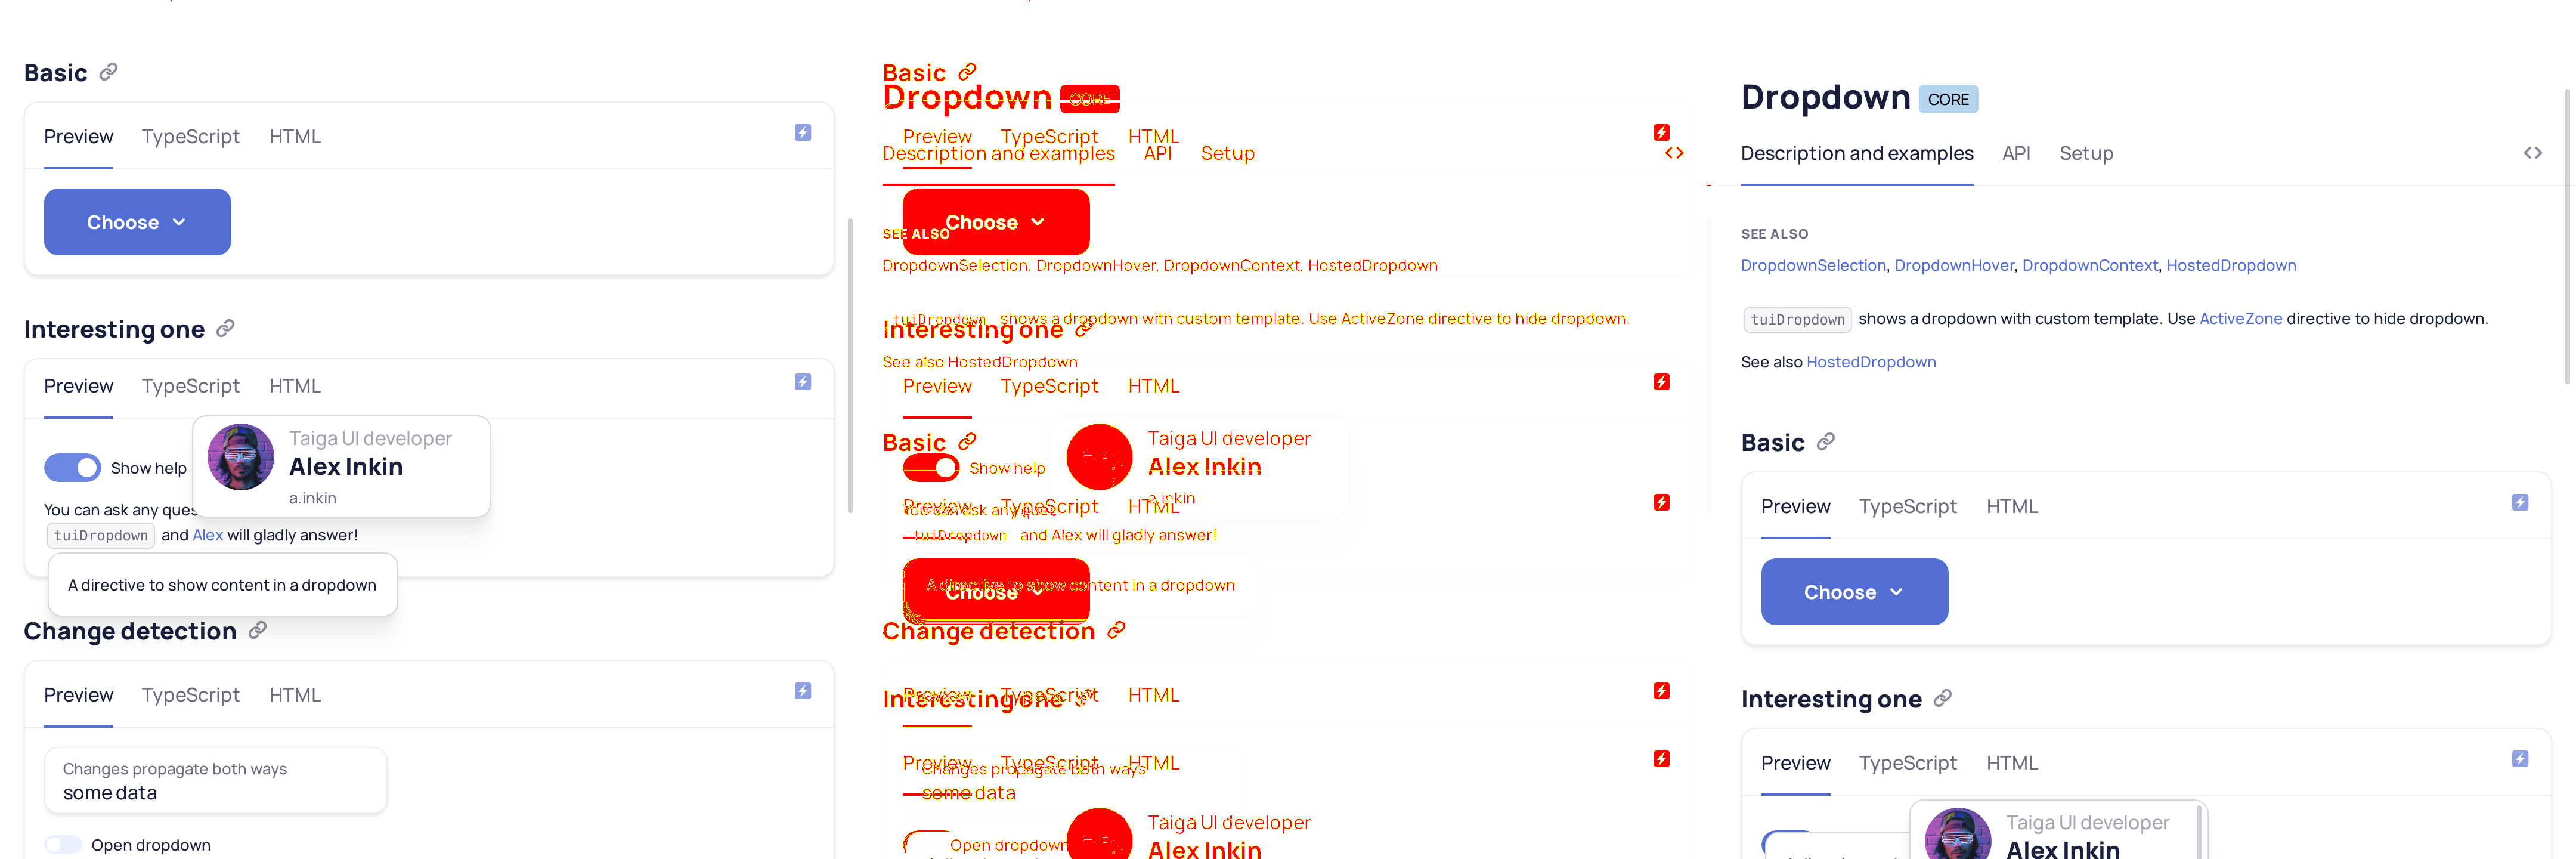 Basic
Preview TypeScript HTML
Choose
Interesting one
Preview TypeScript HTML
Taiga UI developer
Show help
Alex Inkin
a.inkin
You can ask any ques
tuiDropdown and Alex will gladly answer!
A directive to show content in a dropdown
Change detection
Preview TypeScript HTML
Changes propagate both ways
some data
Open dropdown
Basic
Dropdown CORE
Preview TypeScript HTML
Description and examples API Setup
Choose
SEE ALSO
DropdownSelection, DropdownHover, DropdownContext, HostedDropdown
tuiDropdown shows a dropdown with custom template. Use ActiveZone directive to hide dropdown.
Interesting one
See also HostedDropdown
Preview TypeScript HTML
Taiga UI developer
Basic
Alex Inkin
Show help
a.inkin
Preview TypeScript HTML
You can ask any ques
tuiDropdown and Alex will gladly answer!
A directive to show content in a dropdown
Choose
Change detection
Preview TypeScript HTML
Interesting one
Preview TypeScript HTML
Changes propagate both ways
some data
Taiga UI developer
Open dropdown
Alex Inkin
Dropdown CORE
Description and examples API Setup
SEE ALSO
DropdownSelection, DropdownHover, DropdownContext, HostedDropdown
tuiDropdown shows a dropdown with custom template. Use ActiveZone directive to hide dropdown.
See also HostedDropdown
Basic
Preview TypeScript HTML
Choose
Interesting one
Preview TypeScript HTML
Taiga UI developer
Alex Inkin